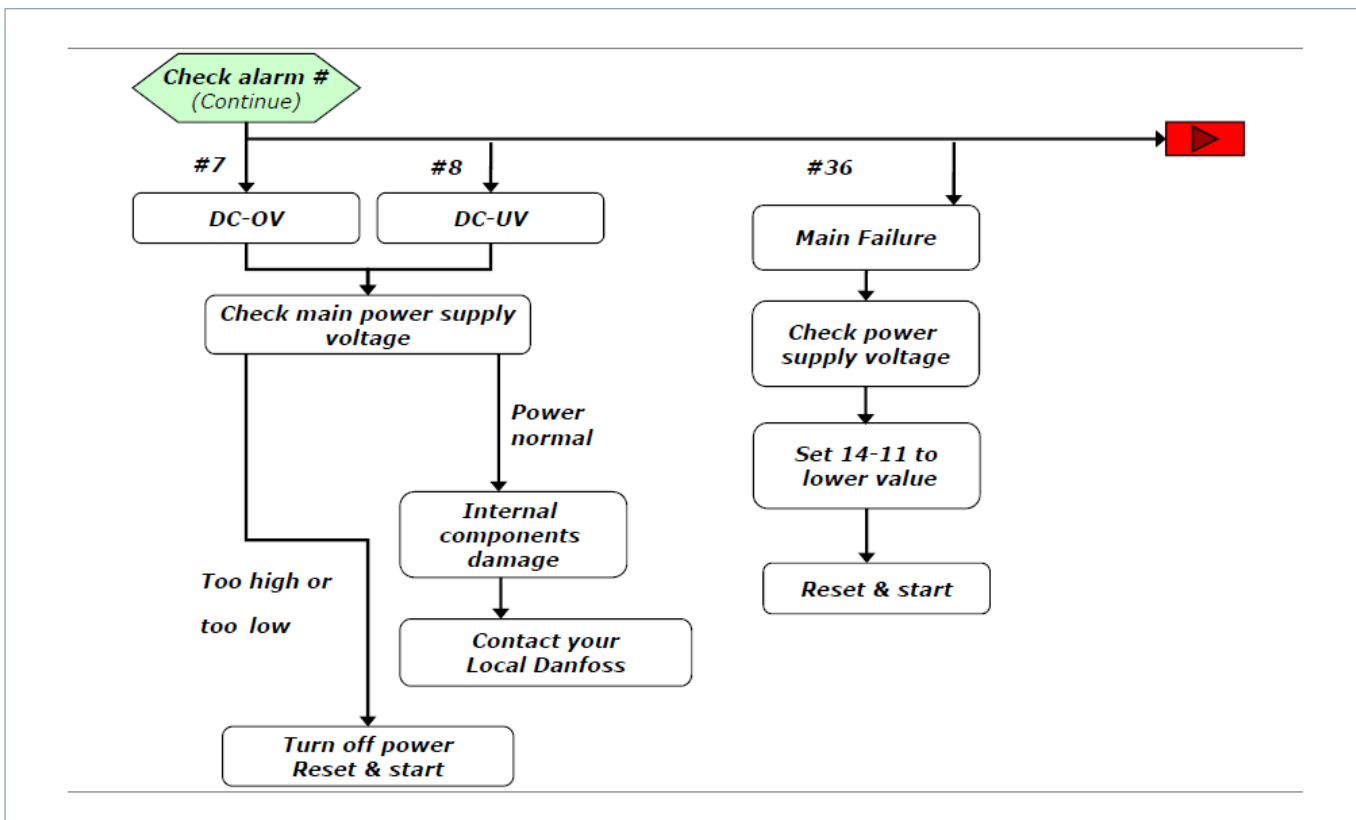 Check alarm #
(Continue)
#7
#8
#36
DC-OV
DC-UV
Main Failure
Check main power supply
voltage
Check power
supply voltage
Power
normal
Set 14-11 to
lower value
Internal
components
damage
Too high or
too low
Reset & start
Contact your
Local Danfoss
Turn off power
Reset & start